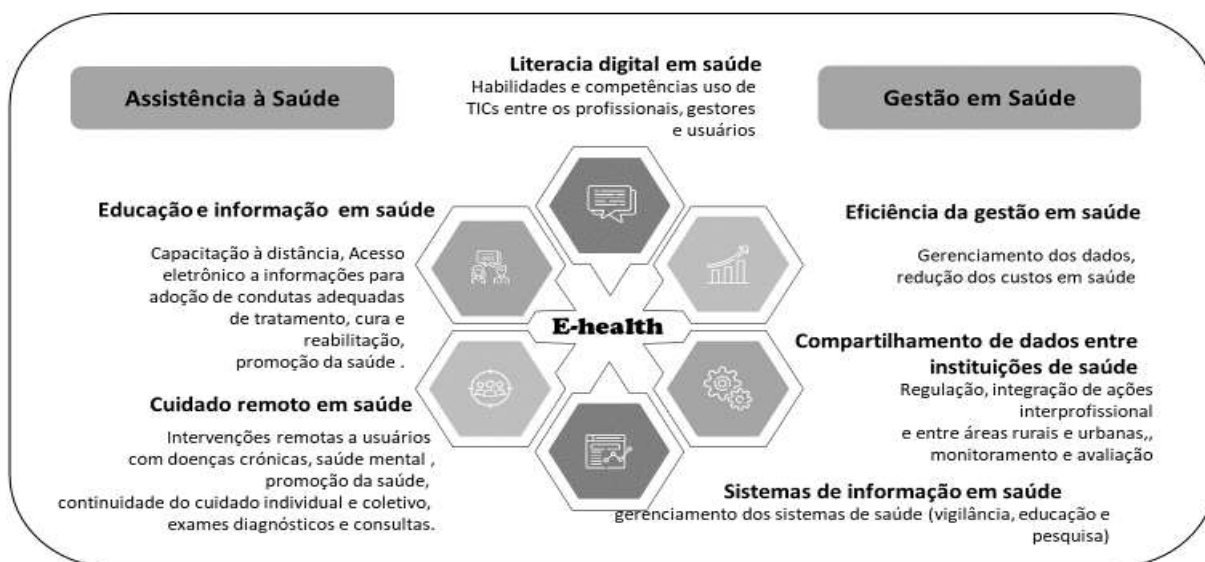 Literacia digital em saúde
Habilidades e competências uso de
TICs entre os profissionais, gestores
e usuários
Assistência à Saúde
Gestão em Saúde
Educação e informação em saúde
Capacitação à distância, Acesso
eletrônico a informações para
adoção de condutas adequadas
de tratamento, cura e
reabilitação,
promoção da saúde .
Eficiência da gestão em saúde
Gerenciamento dos dados,
redução dos custos em saúde
E-health
Cuidado remoto em saúde
Intervenções remotas a usuários
com doenças crónicas, saúde mental ,
promoção da saúde,
continuidade do cuidado individual e coletivo,
exames diagnósticos e consultas.
Compartilhamento de dados entre
instituições de saúde
Regulação, integração de ações
interprofissional
e entre áreas rurais e urbanas,,
monitoramento e avaliação
Sistemas de informação em saúde
gerenciamento dos sistemas de saúde (vigilância, educação e
pesquisa)